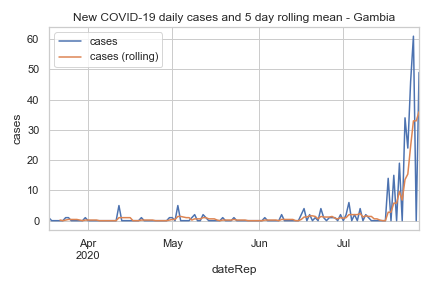 New COVID-19 daily cases and 5 day rolling mean - Gambia
cases
cases (rolling)
60
50
40
30
20
10
0
cases
Apr
2020
May
Jun
Jul
dateRep